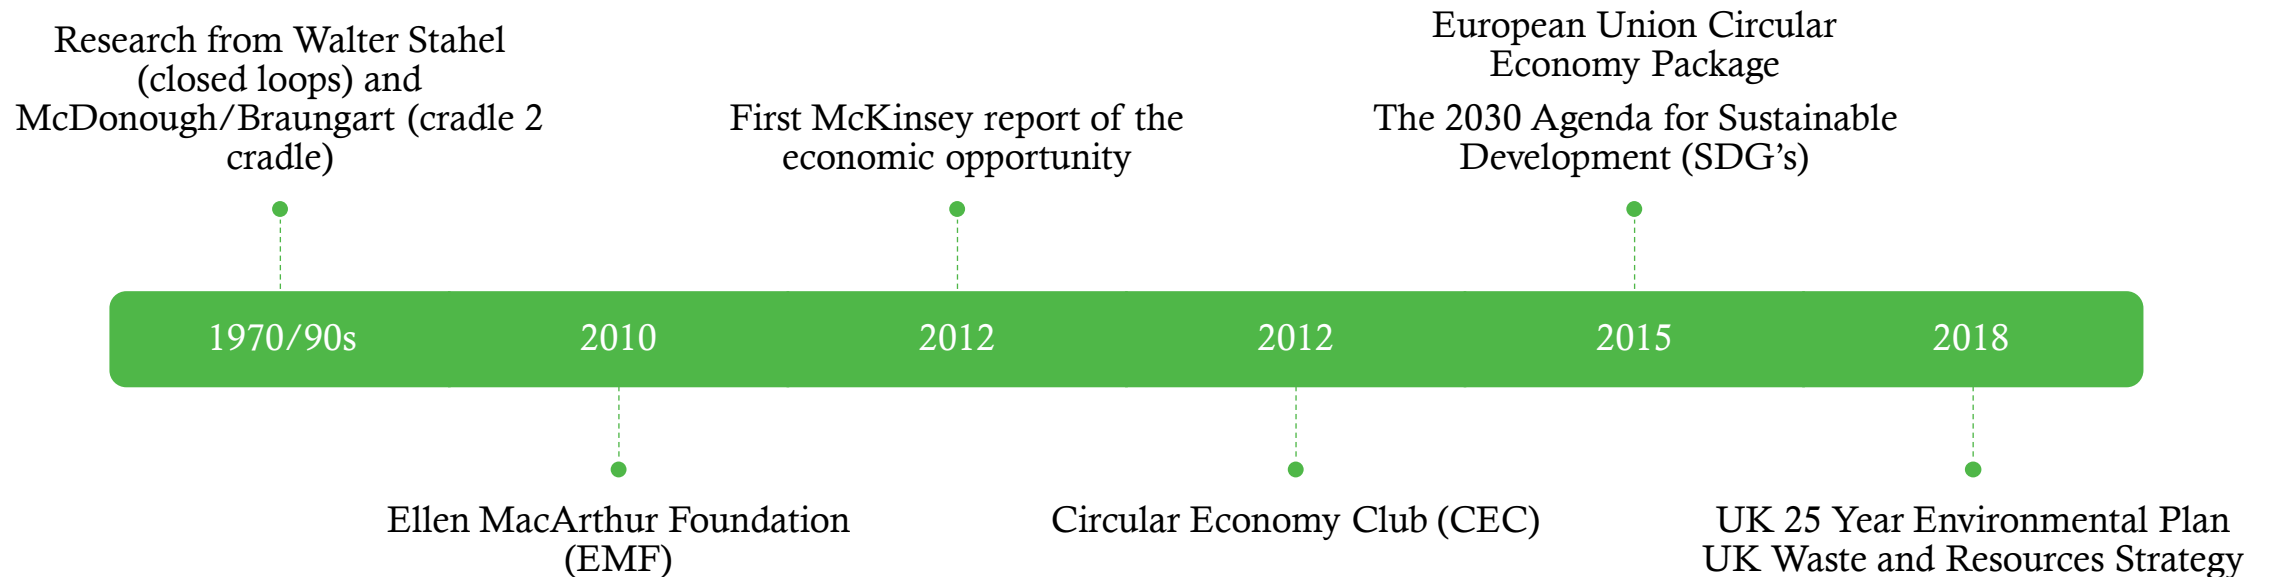 Research from Walter Stahel
(closed loops) and
McDonough/Braungart (cradle 2
cradle)
First McKinsey report of the
economic opportunity
European Union Circular
Economy Package
The 2030 Agenda for Sustainable
Development (SDG’s)
1970/90s
2010
2012
2012
2015
2018
Ellen MacArthur Foundation
(EMF)
Circular Economy Club (CEC)
UK 25 Year Environmental Plan
UK Waste and Resources Strategy